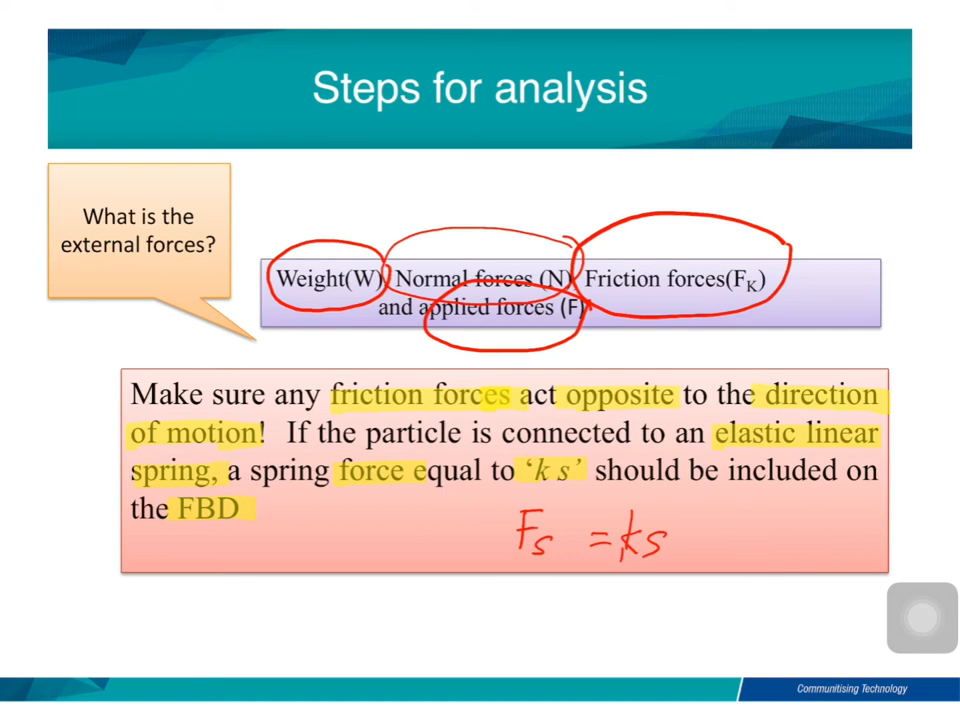 Steps for analysis
What is the
external forces?
Weight(W) Normal forces (N) Friction forces(FK)
and applied forces (F)
Make sure any friction forces act opposite to the direction
of motion! If the particle is connected to an elastic linear
spring, a spring force equal to ‘k s’ should be included on
the FBD
Fs = ks
Communitising Technology